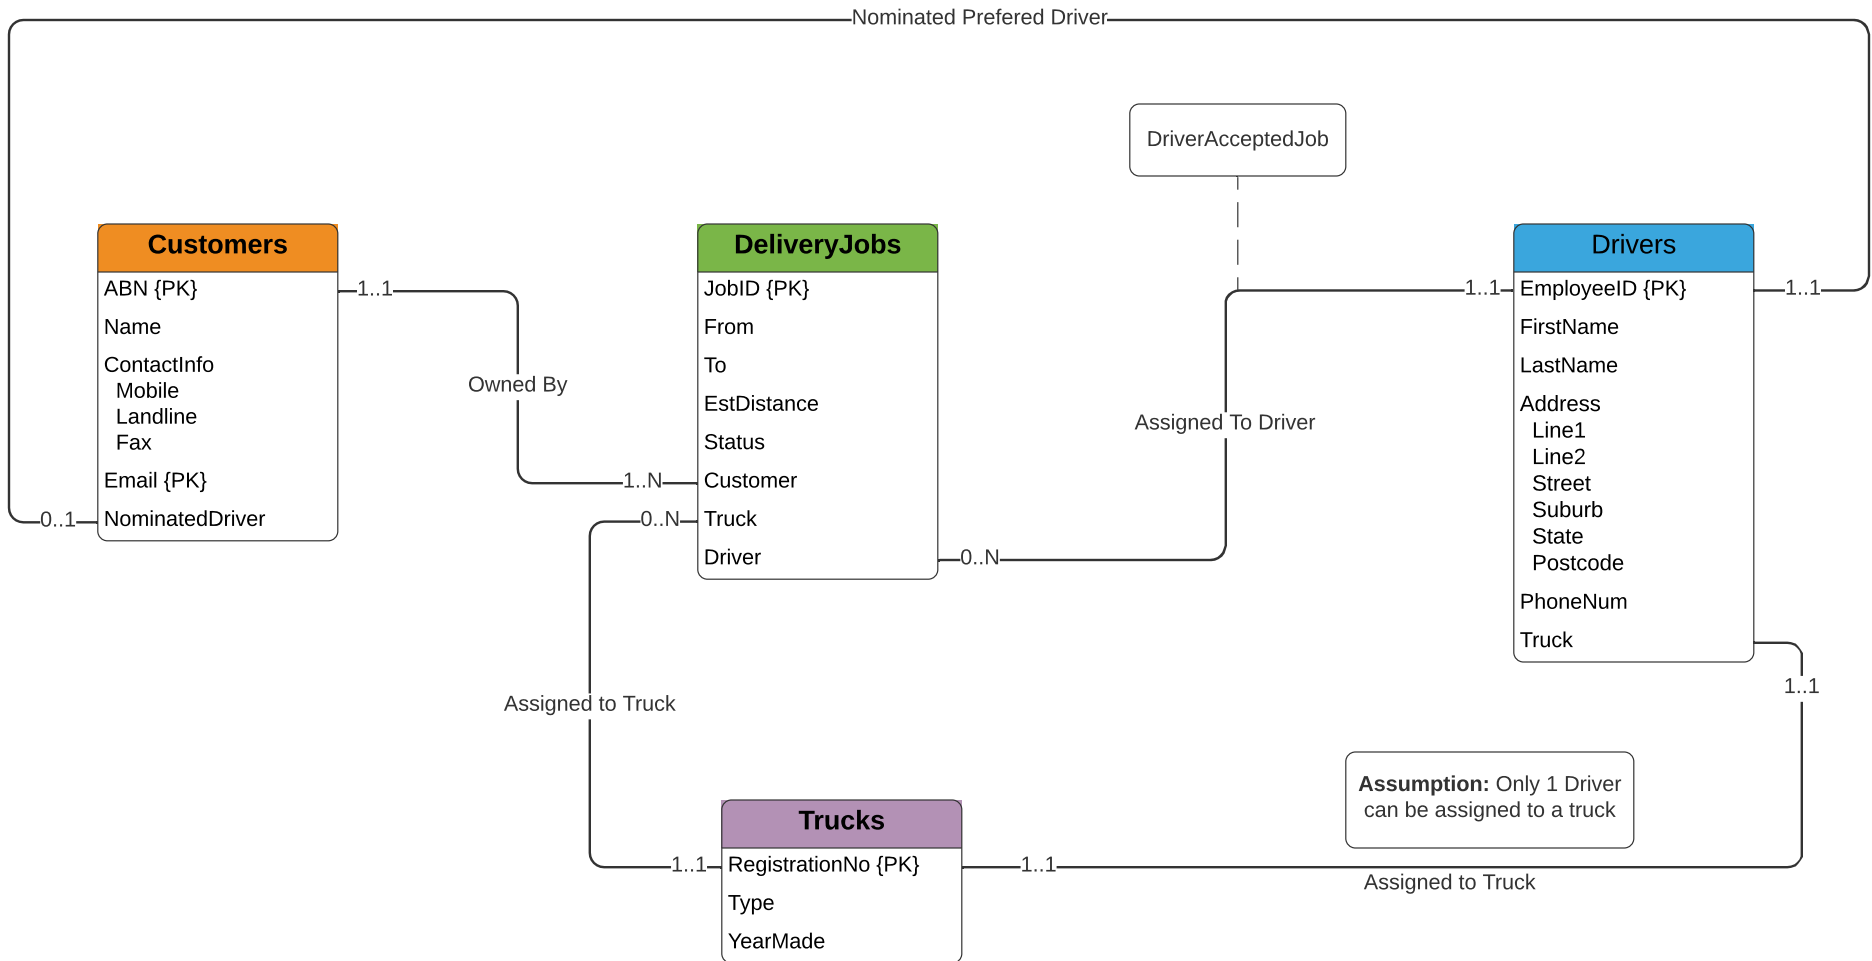 Nominated Prefered Driver
DriverAcceptedJob
Customers
ABN {PK}
Name
ContactInfo
Mobile
Landline
Fax
Email {PK}
NominatedDriver
1..1
Owned By
1..N
0..1
DeliveryJobs
JobID {PK}
From
To
EstDistance
Status
Customer
Truck
Driver
0..N
0..N
Assigned To Driver
1..1
Drivers
EmployeeID {PK}
FirstName
LastName
Address
Line1
Line2
Street
Suburb
State
Postcode
PhoneNum
Truck
1..1
1..1
Assigned to Truck
Assumption: Only 1 Driver
can be assigned to a truck
Trucks
RegistrationNo {PK}
Type
YearMade
1..1
1..1
Assigned to Truck